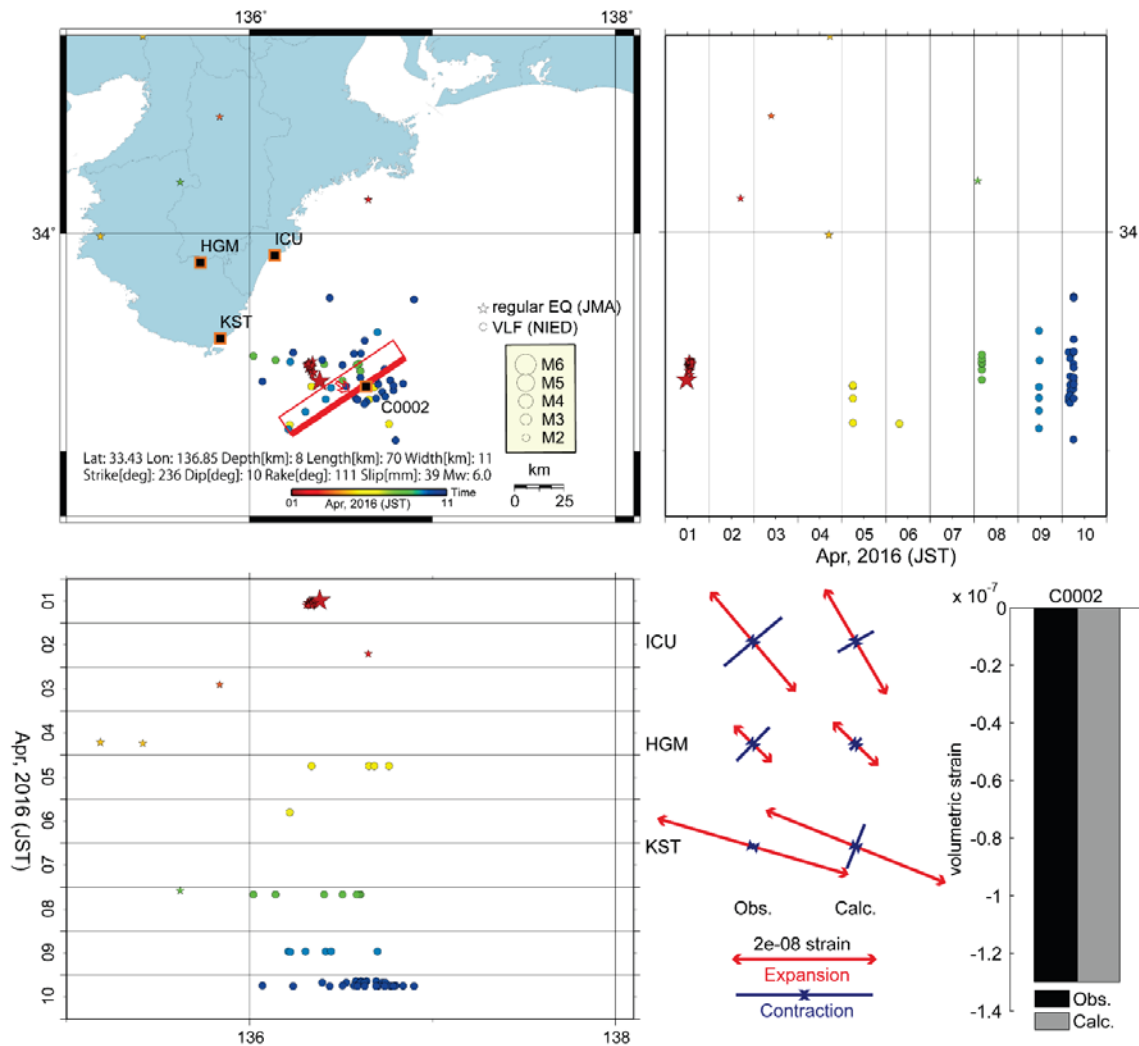 136˚
138˚
34˚
HGM
ICU
KST
C0002
regular EQ (JMA)
VLF (NIED)
M6
M5
M4
M3
M2
km
0 25
Lat: 33.43 Lon: 136.85 Depth[km]: 8 Length[km]: 70 Width[km]: 11
Strike[deg]: 236 Dip[deg]: 10 Rake[deg]: 111 Slip[mm]: 39 Mw: 6.0
Time
01 Apr, 2016 (JST) 11
34
01 02 03 04 05 06 07 08 09 10
Apr, 2016 (JST)
01
02
03
04
05
06
07
08
09
10
Apr, 2016 (JST)
136
138
ICU
HGM
KST
Obs. Calc.
2e-08 strain
Expansion
Contraction
x 10-7
C0002
0
-0.2
-0.4
-0.6
-0.8
-1
-1.2
-1.4
volumetric strain
Obs.
Calc.